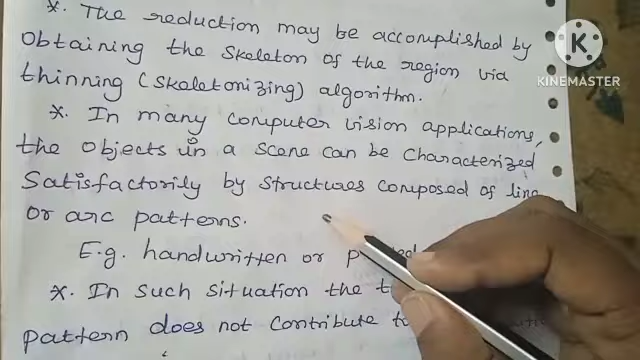 *. The reduction may be accomplished by
obtaining the skeleton of the region via
thinning (skeletonizing) algorithm.
*. In many computer vision applications,
the objects in a scene can be characterized
satisfactorily by structures composed of line
or arc patterns.
E.g. handwritten or
*. In such situation the
pattern does not contribute
KINEMASTER